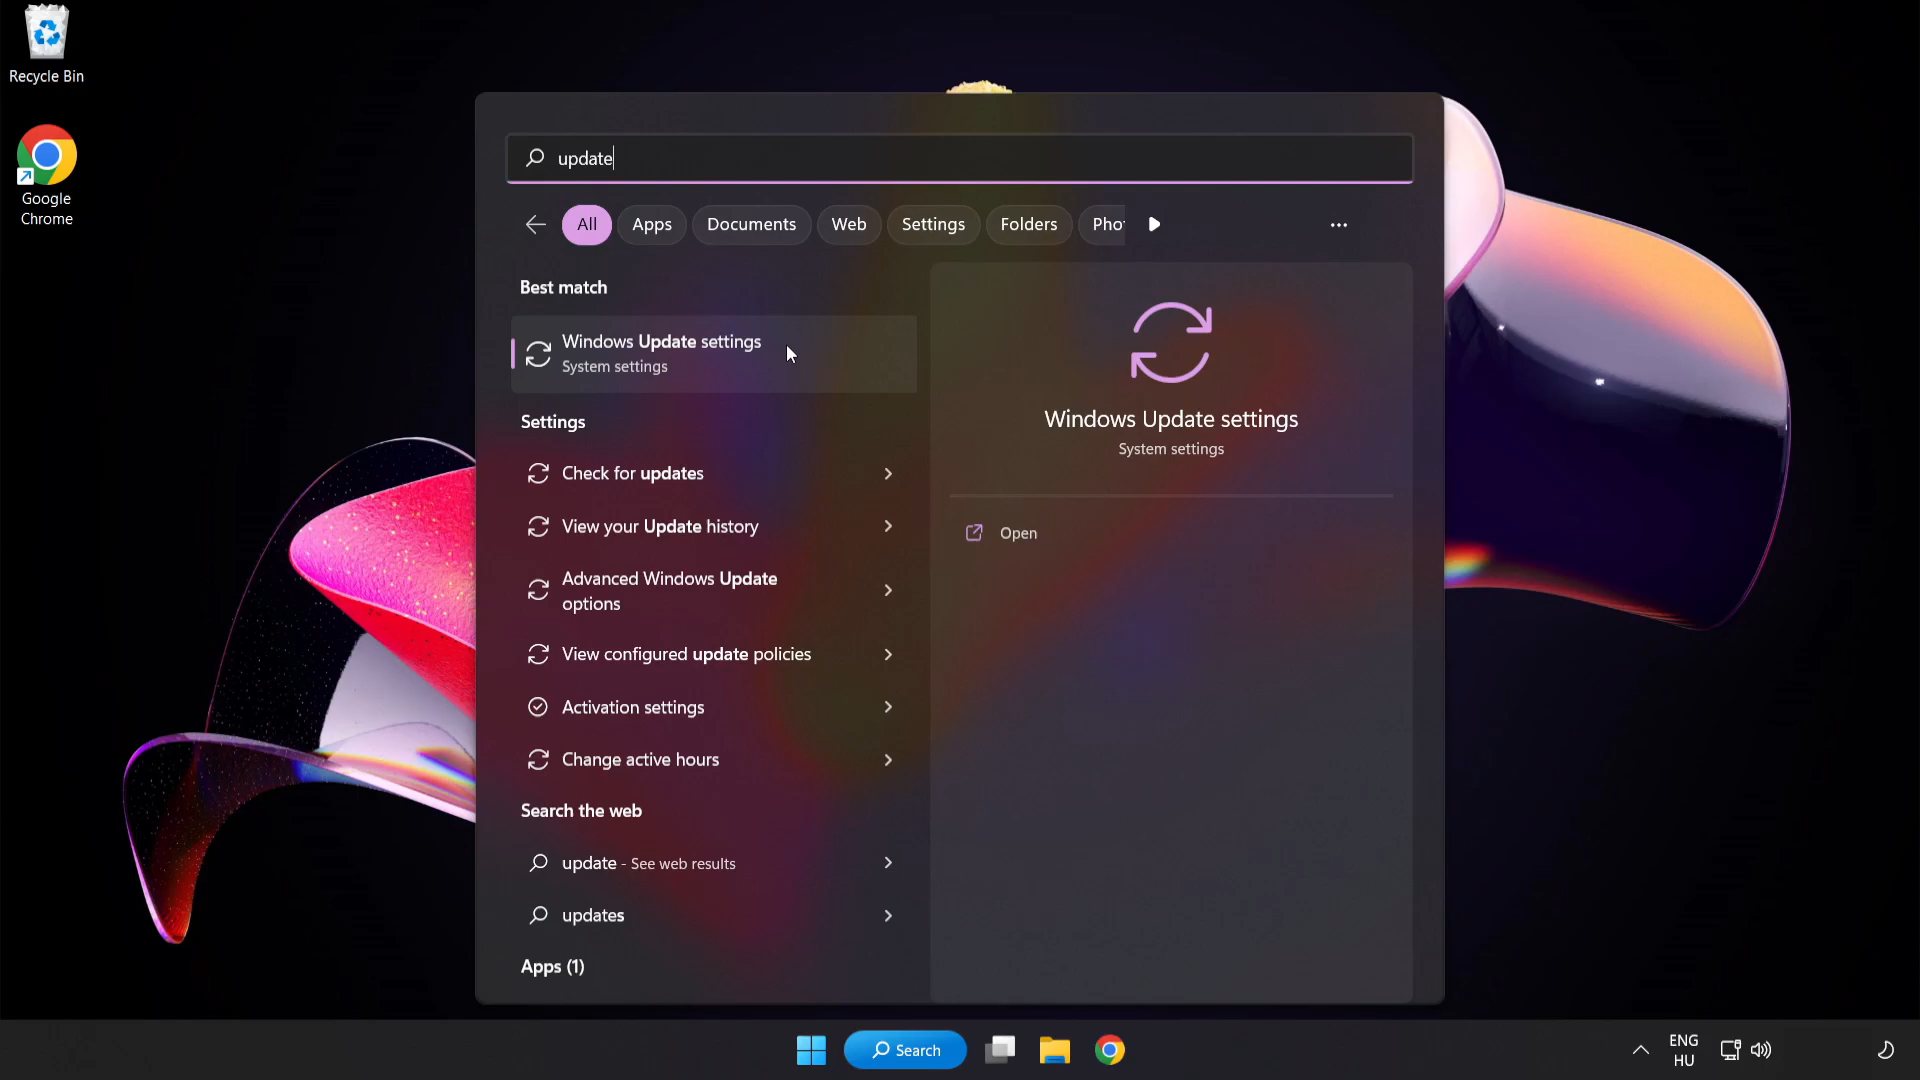 Recycle Bin
Google
Chrome
update
All
Apps
Documents
Web
Settings
Folders
Best match
Windows Update settings
System settings
Settings
Check for updates
View your Update history
Advanced Windows Update
options
View configured update policies
Activation settings
Change active hours
Search the web
update - See web results
updates
Apps (1)
Windows Update settings
System settings
Open
Search
ENG
HU